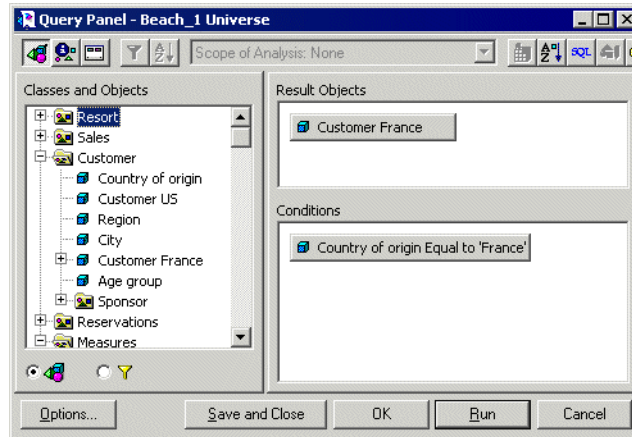 Query Panel - Beach_1 Universe
Scope of Analysis: None
SQL
Classes and Objects
Resort
Sales
Customer
Country of origin
Customer US
Region
City
Customer France
Age group
Sponsor
Reservations
Measures
Result Objects
Customer France
Conditions
Country of origin Equal to 'France'
Options...
Save and Close
OK
Run
Cancel